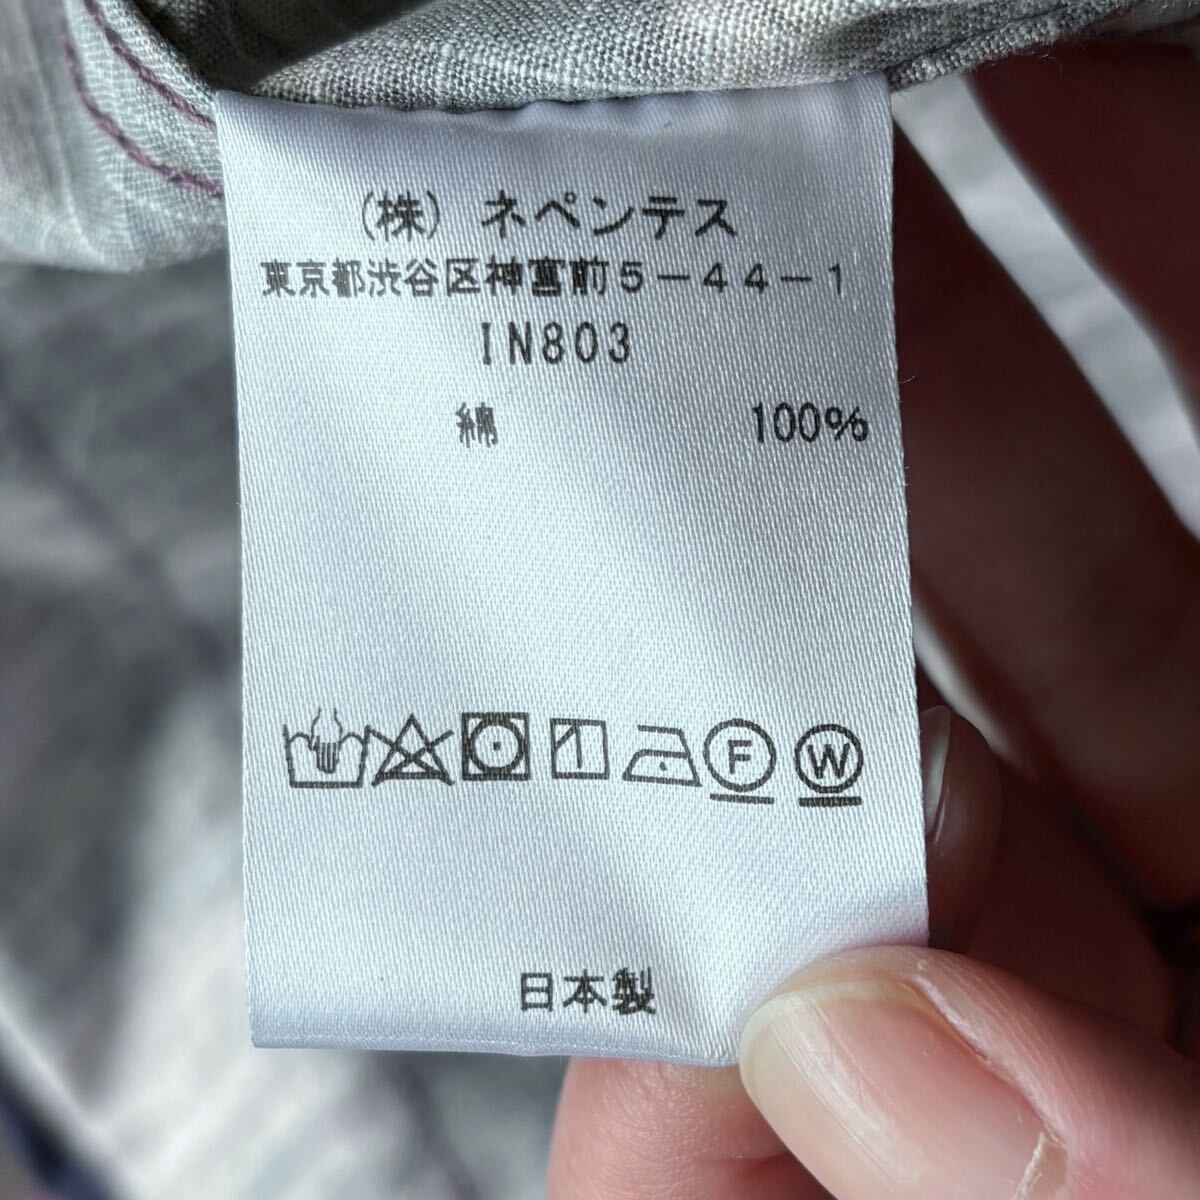 (株) ネペンテス
東京都渋谷区神宮前5-44-1
IN803
綿 100%
F W
日本製